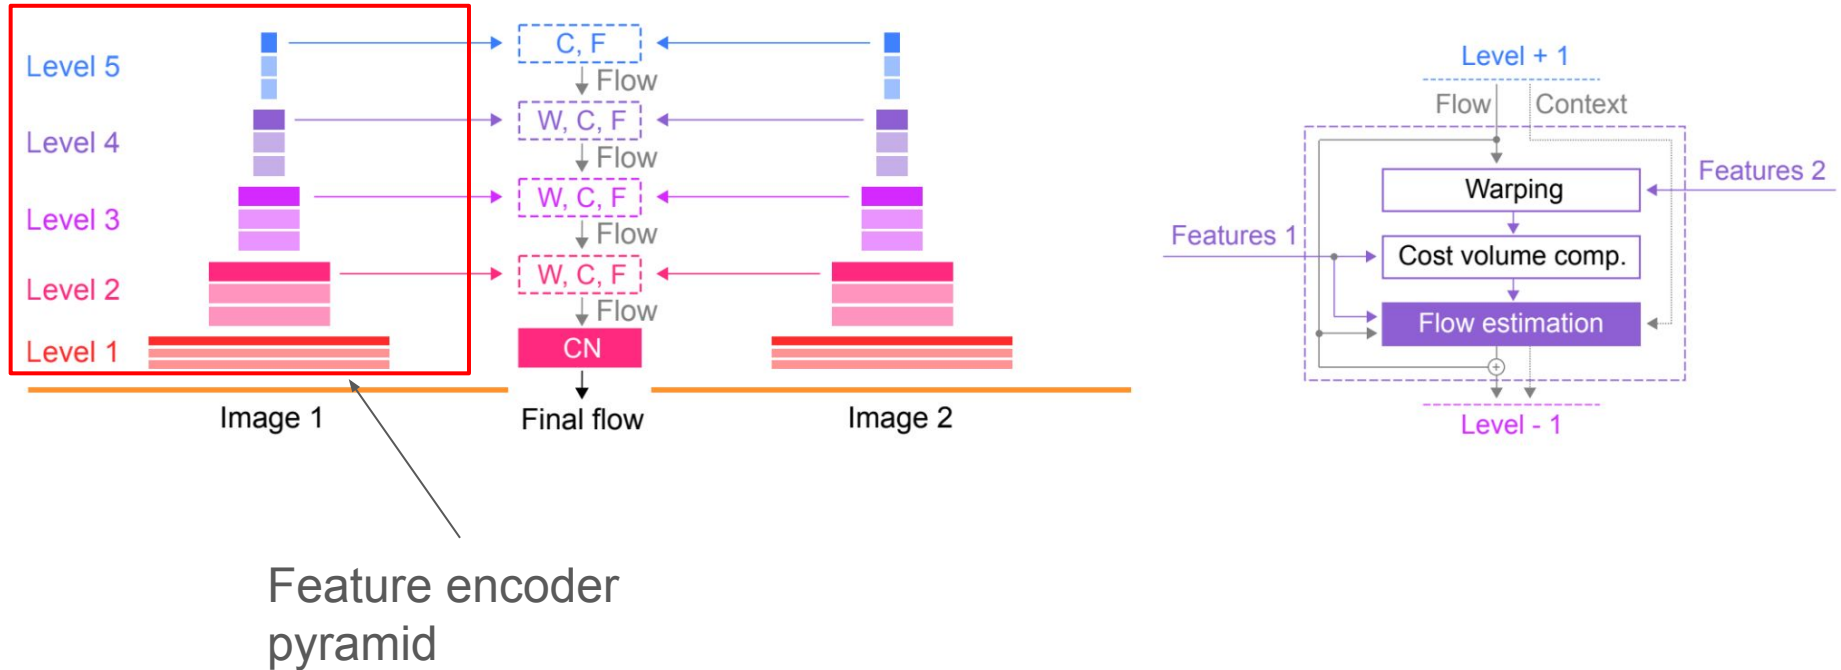 Level 5
Level 4
Level 3
Level 2
Level 1
C, F
Flow
W, C, F
Flow
W, C, F
Flow
W, C, F
Flow
CN
Image 1
Final flow
Image 2
Feature encoder
pyramid
Level + 1
Flow
Context
Features 2
Warping
Features 1
Cost volume comp.
Flow estimation
+
Level - 1